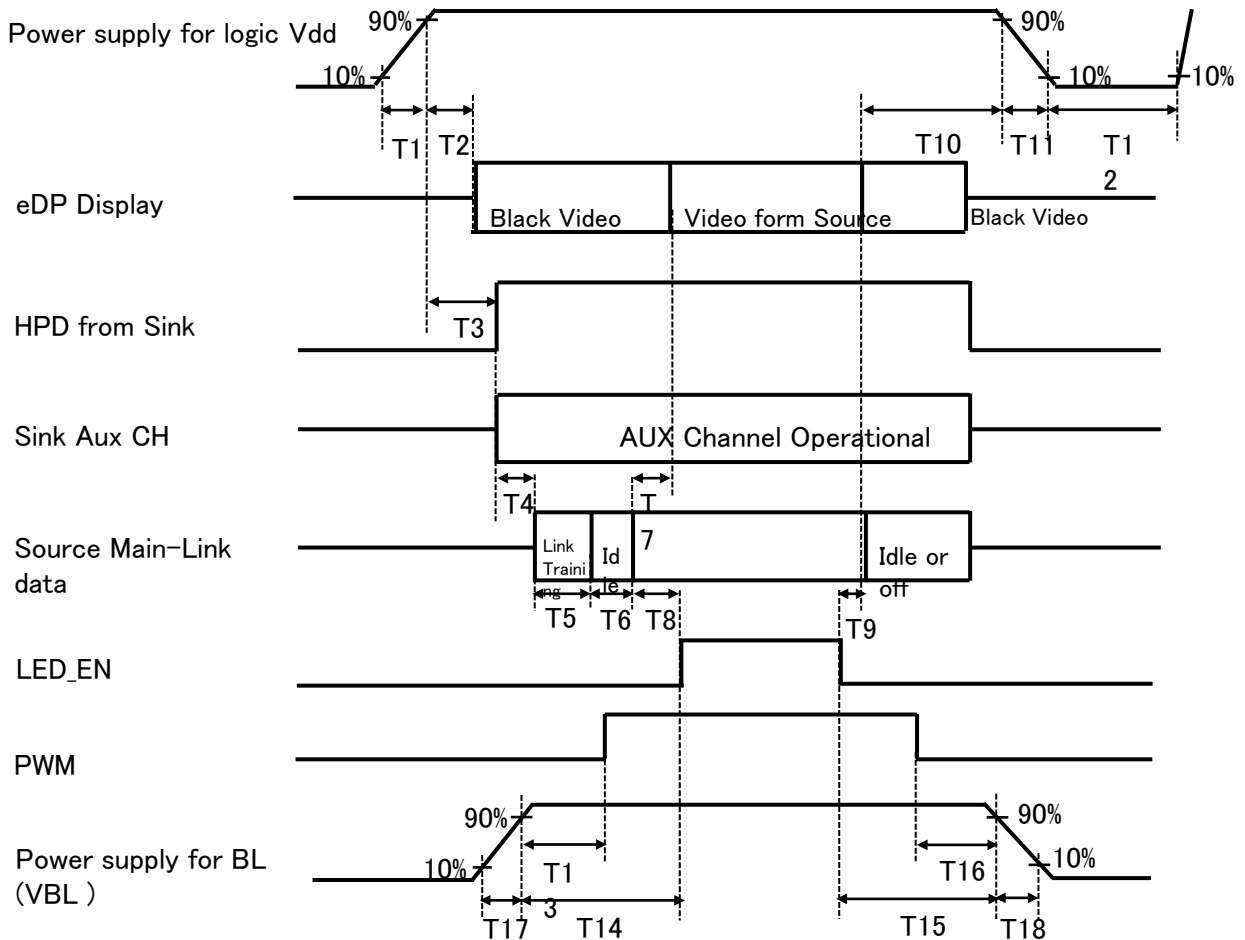 90%
90%
Power supply for logic Vdd
10%
10%
10%
T1
T2
T10
T11
T1
2
eDP Display
Black Video
Video form Source
Black Video
HPD from Sink
T3
Sink Aux CH
AUX Channel Operational
T4
T
7
Source Main-Link
data
Link
Traini
ng
Id
le
Idle or
off
T5
T6
T8
T9
LED_EN
PWM
90%
90%
Power supply for BL
(VBL )
10%
10%
T1
3
T16
T17
T14
T15
T18